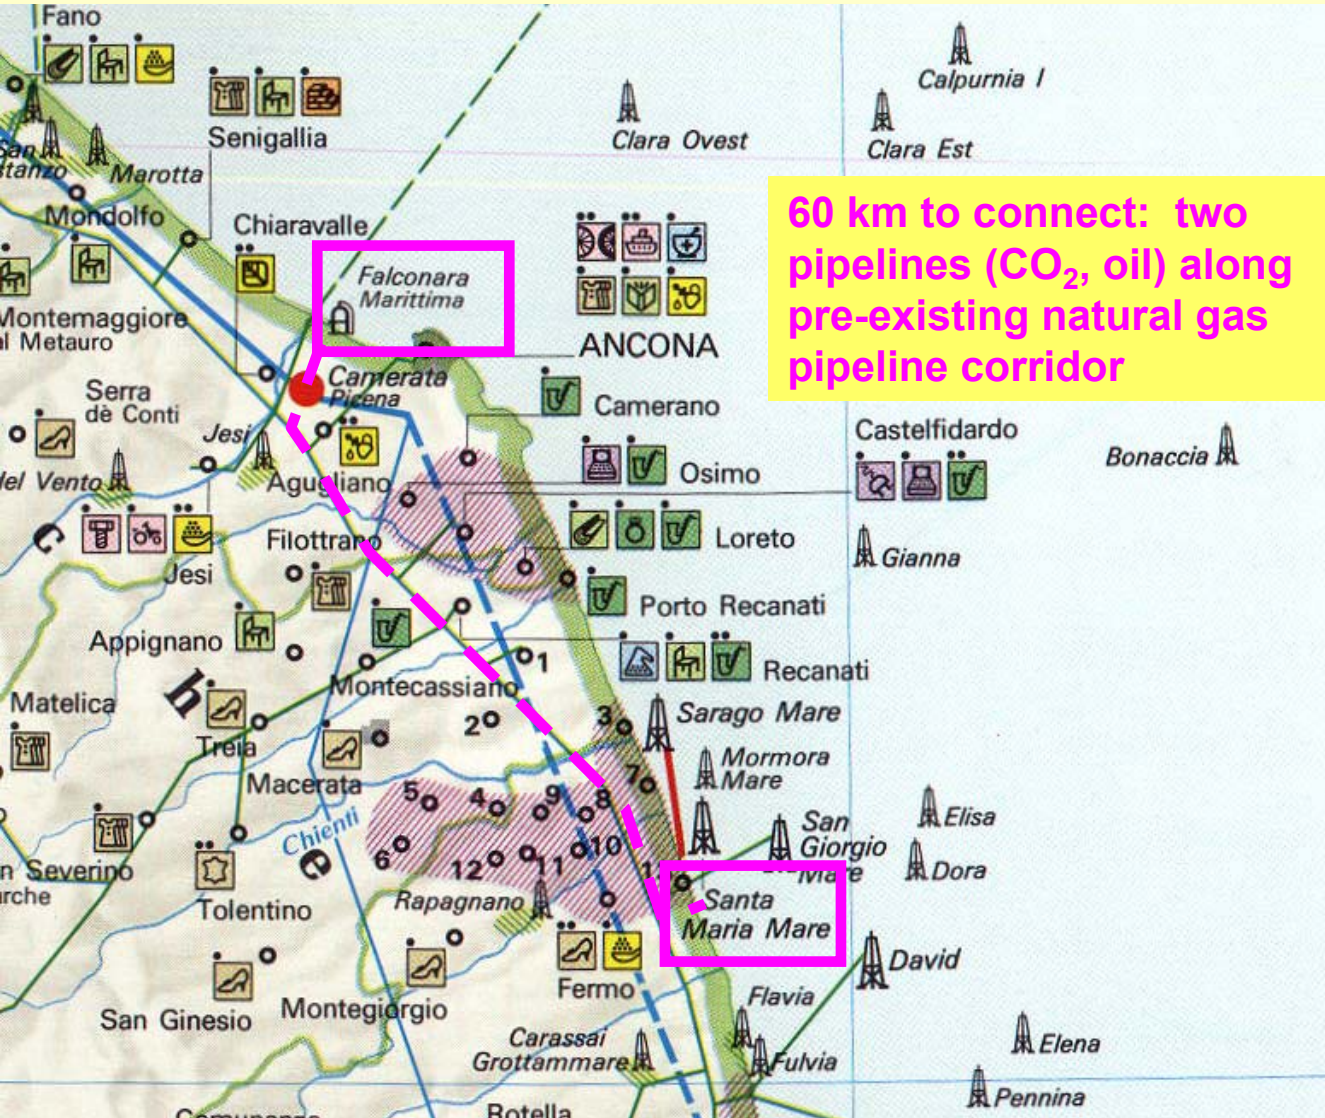 Fano
Calpurnia I
Senigallia
Clara Ovest
Clara Est
San
Marotta
Mondolfo
60 km to connect: two
pipelines (CO₂, oil) along
pre-existing natural gas
pipeline corridor
Chiaravalle
Falconara
Marittima
Montemaggiore
al Metauro
ANCONA
Camerata
Picena
Serra
dè Conti
Camerano
Jesi
Castelfidardo
Bonaccia
del Vento
Agugliano
Osimo
C
Filottrano
Loreto
Gianna
Jesi
Porto Recanati
Appignano
1
Recanati
h
Montecassiano
Matelica
2
3
Sarago Mare
Treia
Mormora
Mare
Macerata
7
5
4
9
8
Elisa
Chienti
San
Giorgio
Mare
6
10
e
12
11
Dora
n Severino
arche
Rapagnano
1
Santa
Maria Mare
Tolentino
David
Fermo
Flavia
San Ginesio
Montegiorgio
Carassai
Grottammare
Fulvia
Elena
Pennina
Rotella